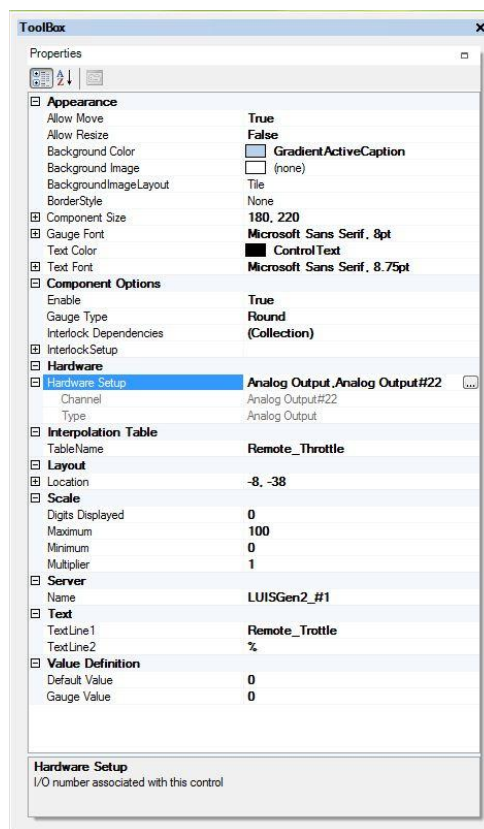 ToolBox
Properties
Appearance
Allow Move True
Allow Resize False
Background Color GradientActiveCaption
Background Image (none)
BackgroundImageLayout Tile
BorderStyle None
Component Size 180, 220
Gauge Font Microsoft Sans Serif, 8pt
Text Color ControlText
Text Font Microsoft Sans Serif, 8.75pt
Component Options
Enable True
Gauge Type Round
Interlock Dependencies (Collection)
InterlockSetup
Hardware
Hardware Setup Analog Output,Analog Output#22 ...
Channel Analog Output#22
Type Analog Output
Interpolation Table
TableName Remote_Throttle
Layout
Location -8, -38
Scale
Digits Displayed 0
Maximum 100
Minimum 0
Multiplier 1
Server
Name LUISGen2_#1
Text
TextLine1 Remote_Trottle
TextLine2 %
Value Definition
Default Value 0
Gauge Value 0
Hardware Setup
I/O number associated with this control